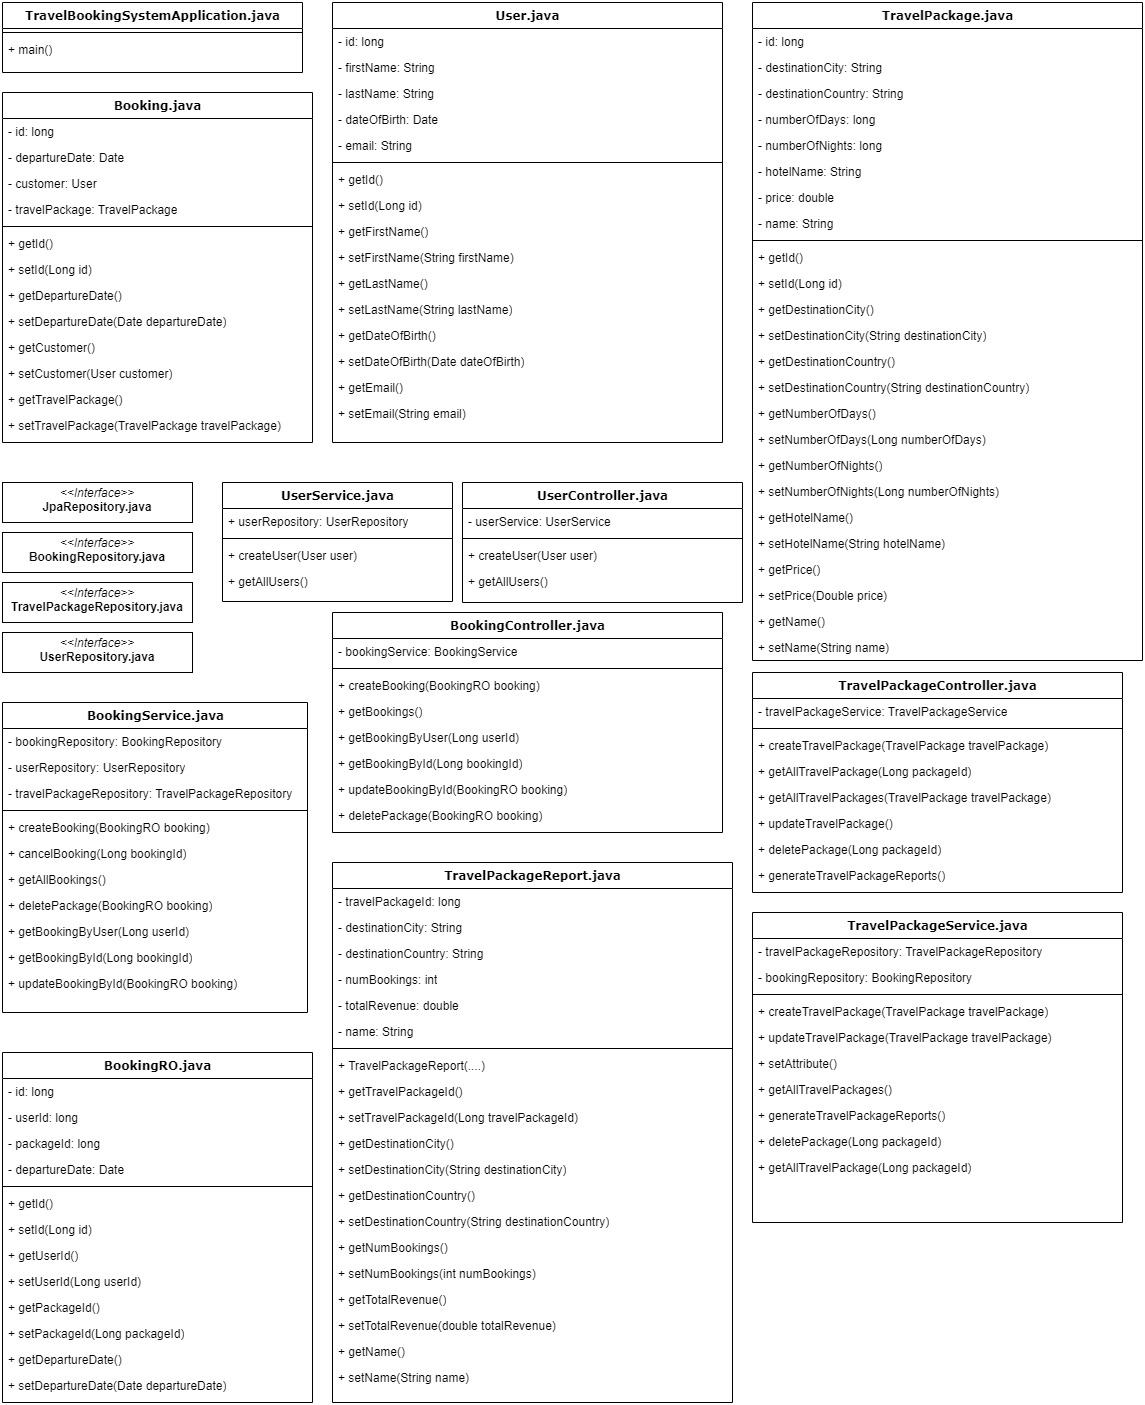 TravelBookingSystemApplication.java
+ main()
Booking.java
- id: long
- departureDate: Date
- customer: User
- travelPackage: TravelPackage
+ getId()
+ setId(Long id)
+ getDepartureDate()
+ setDepartureDate(Date departureDate)
+ getCustomer()
+ setCustomer(User customer)
+ getTravelPackage()
+ setTravelPackage(TravelPackage travelPackage)
User.java
- id: long
- firstName: String
- lastName: String
- dateOfBirth: Date
- email: String
+ getId()
+ setId(Long id)
+ getFirstName()
+ setFirstName(String firstName)
+ getLastName()
+ setLastName(String lastName)
+ getDateOfBirth()
+ setDateOfBirth(Date dateOfBirth)
+ getEmail()
+ setEmail(String email)
TravelPackage.java
- id: long
- destinationCity: String
- destinationCountry: String
- numberOfDays: long
- numberOfNights: long
- hotelName: String
- price: double
- name: String
+ getId()
+ setId(Long id)
+ getDestinationCity()
+ setDestinationCity(String destinationCity)
+ getDestinationCountry()
+ setDestinationCountry(String destinationCountry)
+ getNumberOfDays()
+ setNumberOfDays(Long numberOfDays)
+ getNumberOfNights()
+ setNumberOfNights(Long numberOfNights)
+ getHotelName()
+ setHotelName(String hotelName)
+ getPrice()
+ setPrice(Double price)
+ getName()
+ setName(String name)
<<Interface>>
JpaRepository.java
<<Interface>>
BookingRepository.java
<<Interface>>
TravelPackageRepository.java
<<Interface>>
UserRepository.java
UserService.java
+ userRepository: UserRepository
+ createUser(User user)
+ getAllUsers()
UserController.java
- userService: UserService
+ createUser(User user)
+ getAllUsers()
BookingController.java
- bookingService: BookingService
+ createBooking(BookingRO booking)
+ getBookings()
+ getBookingByUser(Long userId)
+ getBookingById(Long bookingId)
+ updateBookingById(BookingRO booking)
+ deletePackage(BookingRO booking)
TravelPackageController.java
- travelPackageService: TravelPackageService
+ createTravelPackage(TravelPackage travelPackage)
+ getAllTravelPackage(Long packageId)
+ getAllTravelPackages(TravelPackage travelPackage)
+ updateTravelPackage()
+ deletePackage(Long packageId)
+ generateTravelPackageReports()
BookingService.java
- bookingRepository: BookingRepository
- userRepository: UserRepository
- travelPackageRepository: TravelPackageRepository
+ createBooking(BookingRO booking)
+ cancelBooking(Long bookingId)
+ getAllBookings()
+ deletePackage(BookingRO booking)
+ getBookingByUser(Long userId)
+ getBookingById(Long bookingId)
+ updateBookingById(BookingRO booking)
TravelPackageReport.java
- travelPackageId: long
- destinationCity: String
- destinationCountry: String
- numBookings: int
- totalRevenue: double
- name: String
+ TravelPackageReport(....)
+ getTravelPackageId()
+ setTravelPackageId(Long travelPackageId)
+ getDestinationCity()
+ setDestinationCity(String destinationCity)
+ getDestinationCountry()
+ setDestinationCountry(String destinationCountry)
+ getNumBookings()
+ setNumBookings(int numBookings)
+ getTotalRevenue()
+ setTotalRevenue(double totalRevenue)
+ getName()
+ setName(String name)
TravelPackageService.java
- travelPackageRepository: TravelPackageRepository
- bookingRepository: BookingRepository
+ createTravelPackage(TravelPackage travelPackage)
+ updateTravelPackage(TravelPackage travelPackage)
+ setAttribute()
+ getAllTravelPackages()
+ generateTravelPackageReports()
+ deletePackage(Long packageId)
+ getAllTravelPackage(Long packageId)
BookingRO.java
- id: long
- userId: long
- packageId: long
- departureDate: Date
+ getId()
+ setId(Long id)
+ getUserId()
+ setUserId(Long userId)
+ getPackageId()
+ setPackageId(Long packageId)
+ getDepartureDate()
+ setDepartureDate(Date departureDate)